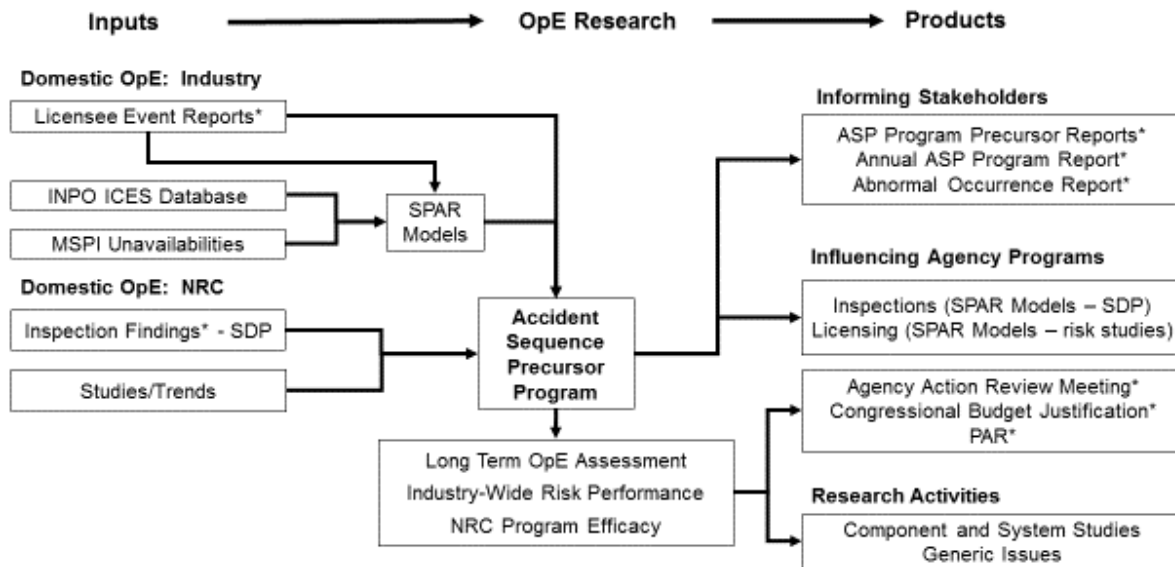 Inputs
OpE Research
Products
Domestic OpE: Industry
Licensee Event Reports*
INPO ICES Database
MSPI Unavailabilities
SPAR
Models
Domestic OpE: NRC
Inspection Findings* - SDP
Studies/Trends
Accident
Sequence
Precursor
Program
Long Term OpE Assessment
Industry-Wide Risk Performance
NRC Program Efficacy
Informing Stakeholders
ASP Program Precursor Reports*
Annual ASP Program Report*
Abnormal Occurrence Report*
Influencing Agency Programs
Inspections (SPAR Models – SDP)
Licensing (SPAR Models – risk studies)
Agency Action Review Meeting*
Congressional Budget Justification*
PAR*
Research Activities
Component and System Studies
Generic Issues